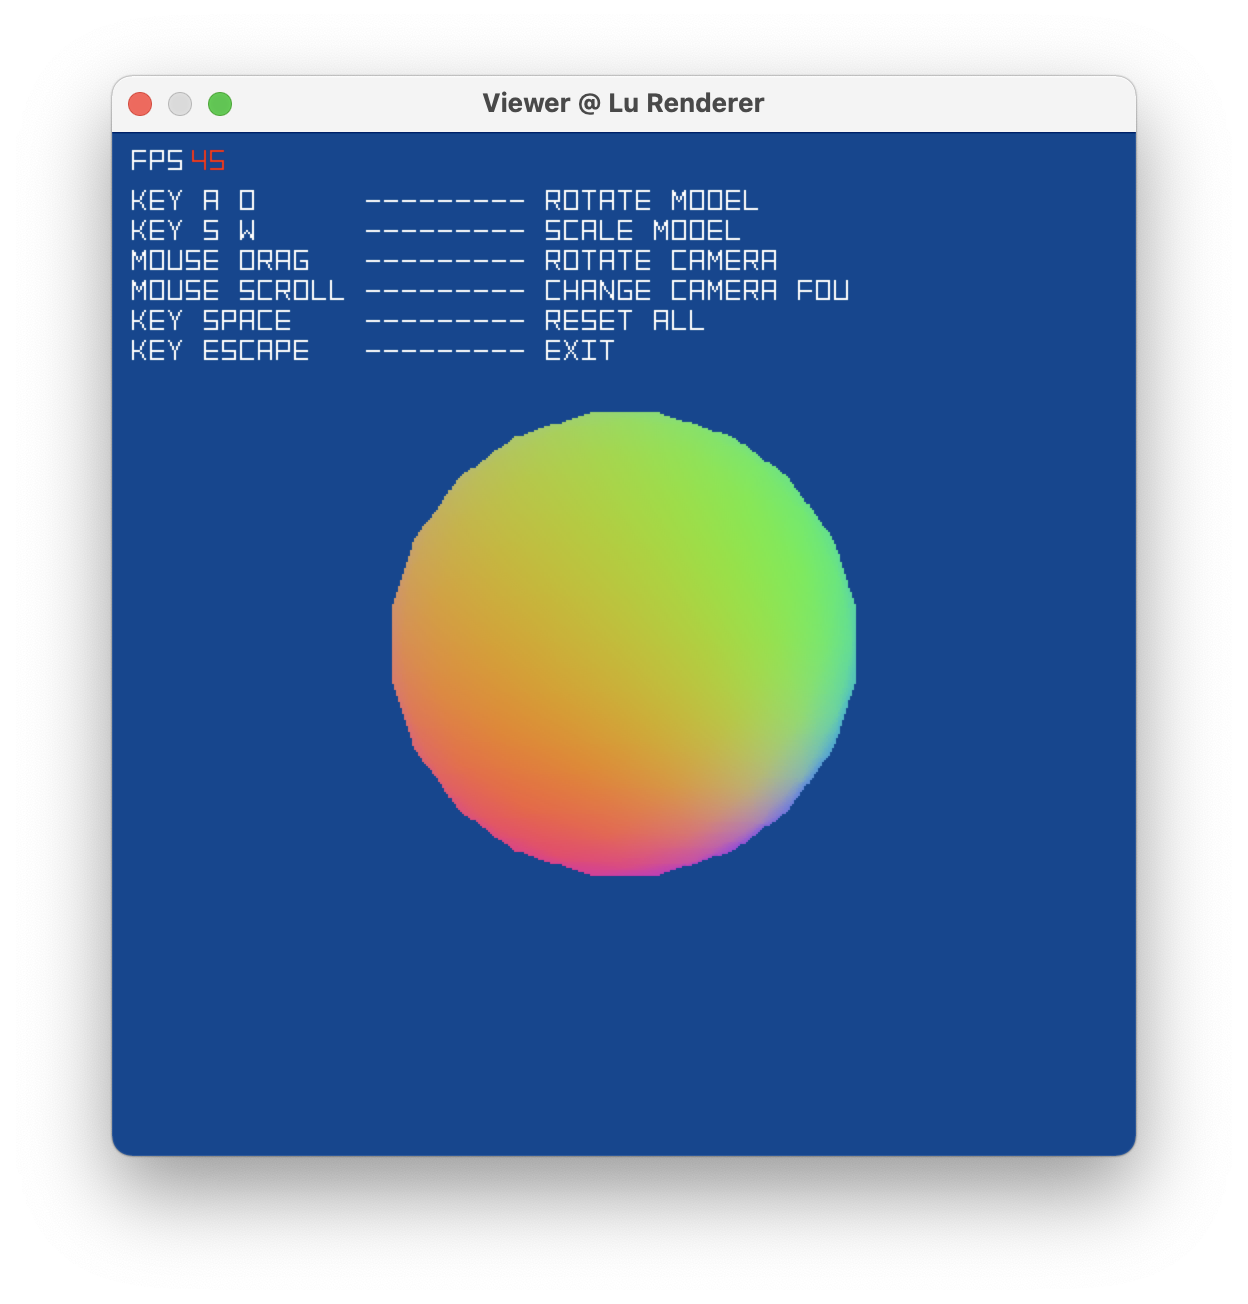 Viewer @ Lu Renderer
FPS 45
KEY A D --------- ROTATE MODEL
KEY S W --------- SCALE MODEL
MOUSE DRAG --------- ROTATE CAMERA
MOUSE SCROLL --------- CHANGE CAMERA FOV
KEY SPACE --------- RESET ALL
KEY ESCAPE --------- EXIT